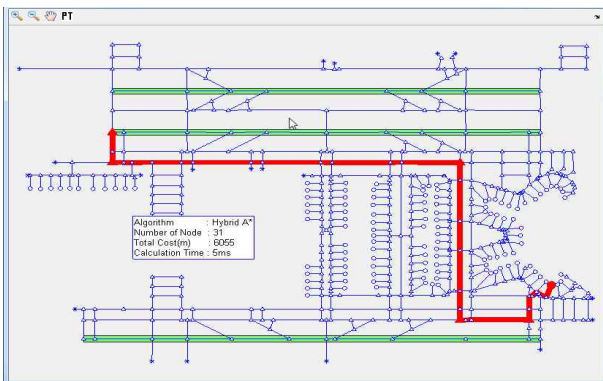 PT
Algorithm : Hybrid A*
Number of Node : 31
Total Cost(m) : 6055
Calculation Time : 5ms